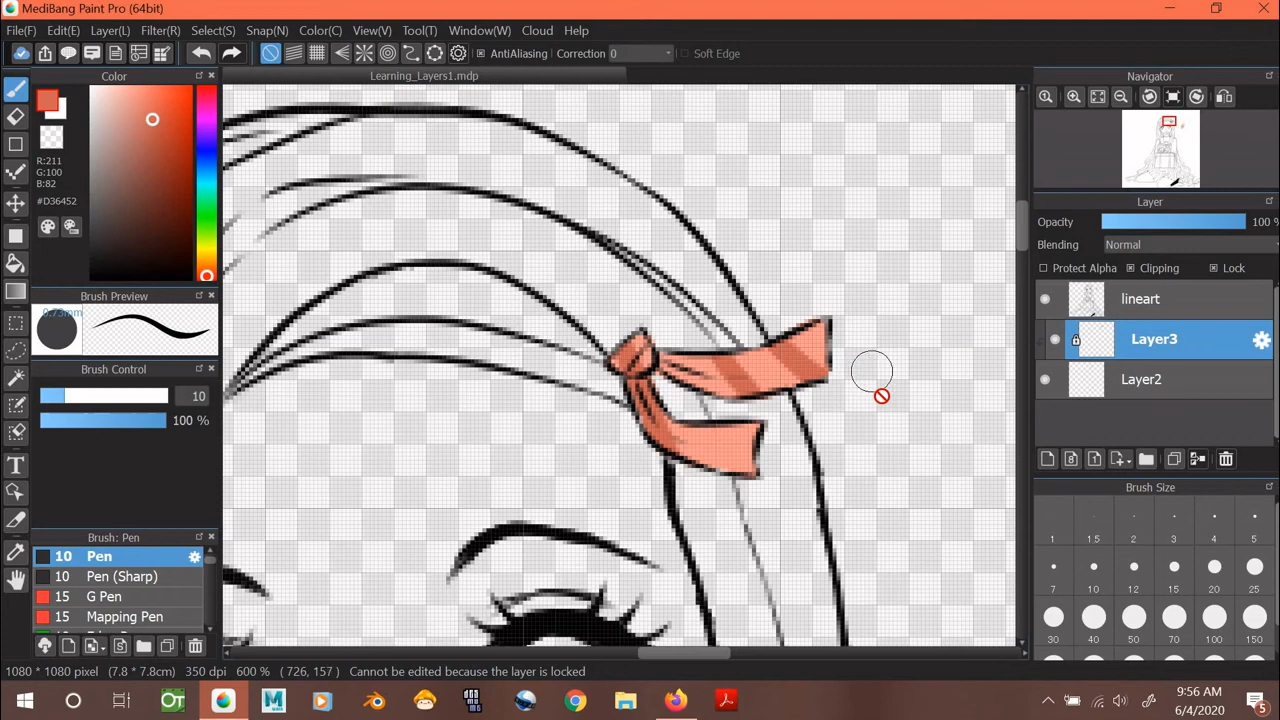 MediBang Paint Pro (64bit)
File(F) Edit(E) Layer(L) Filter(R) Select(S) Snap(N) Color(C) View(V) Tool(T) Window(W) Cloud Help
AntiAliasing Correction 0 Soft Edge
Color
Learning_Layers1.mdp
Navigator
R:211
G:100
B:82
#D36452
Layer
Opacity 100
Blending Normal
Protect Alpha Clipping Lock
lineart
Layer3
Layer2
Brush Preview
0.73mm
Brush Control
10
100 %
Brush Size
1 1.5 2 3 4 5
7 10 12 15 20 25
30 40 50 70 100 150
Brush: Pen
10 Pen
10 Pen (Sharp)
15 G Pen
15 Mapping Pen
1080 * 1080 pixel (7.8 * 7.8cm) 350 dpi 600 % (726, 157) Cannot be edited because the layer is locked
OT
M
9:56 AM
6/4/2020
5